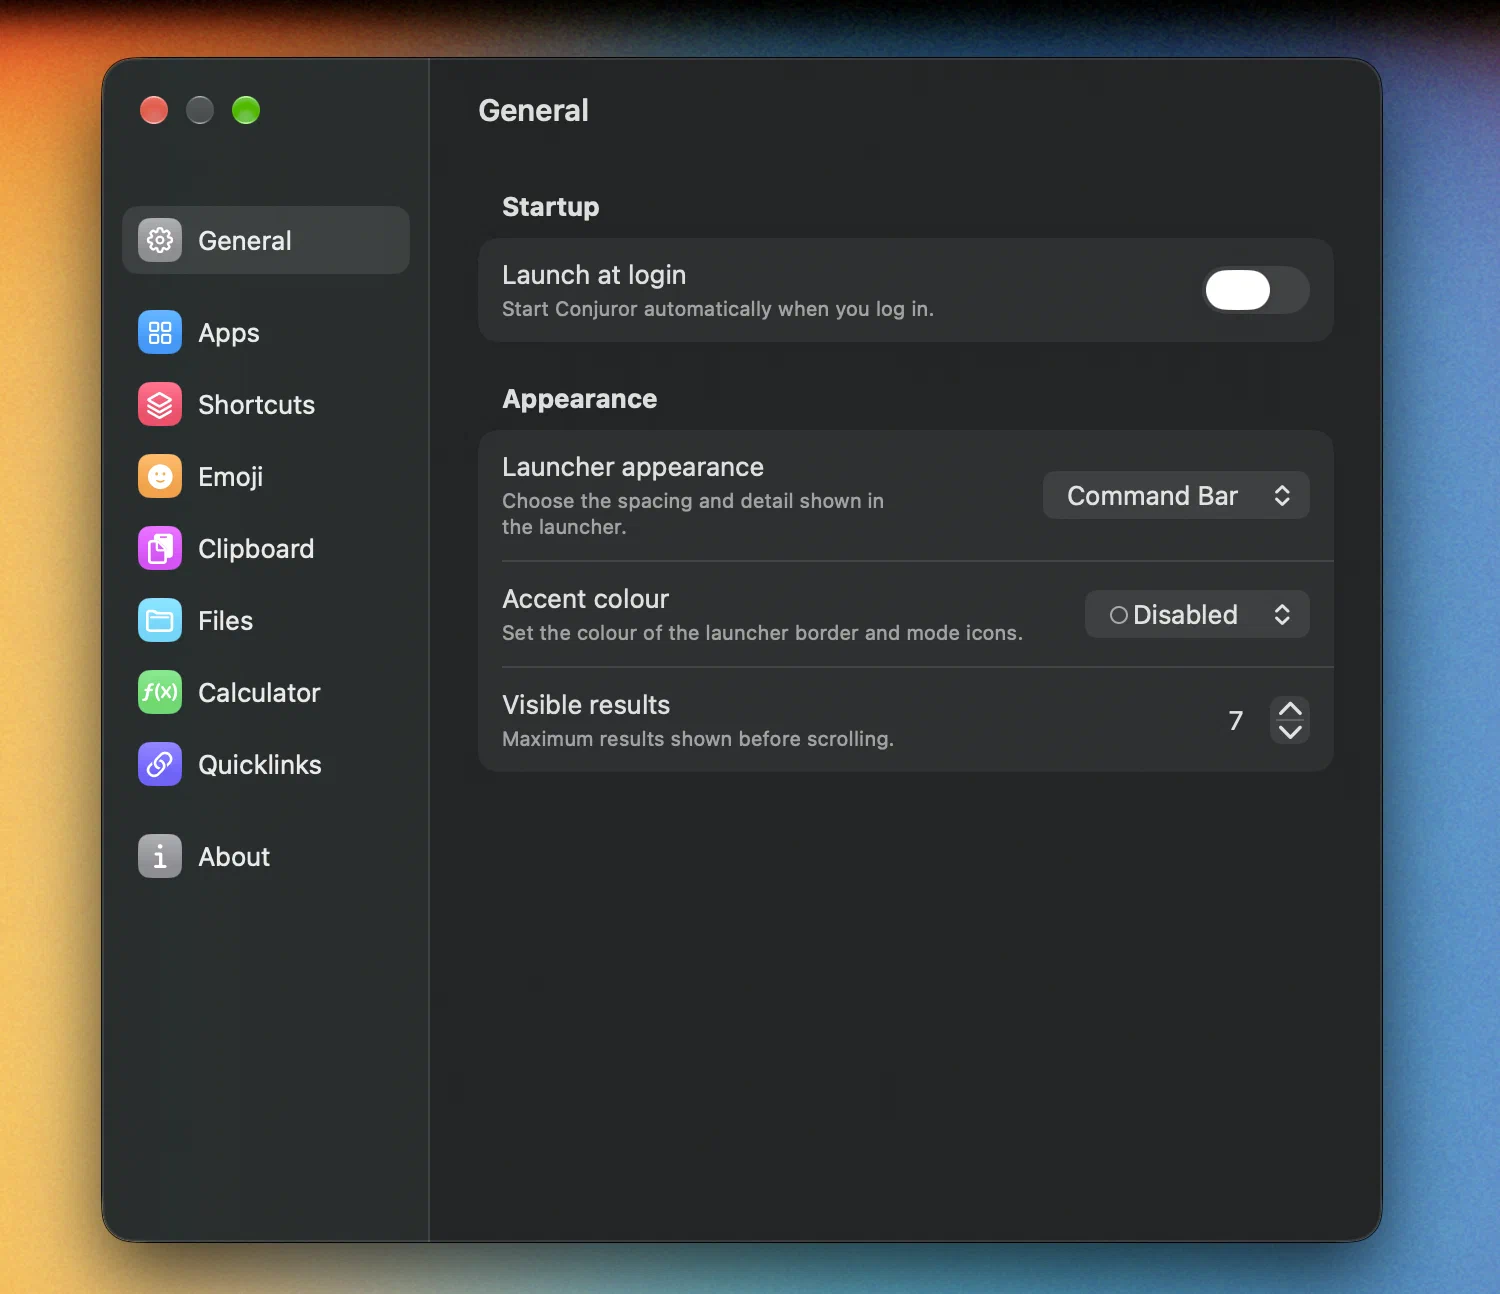 General
Apps
Shortcuts
Emoji
Clipboard
Files
f(x) Calculator
Quicklinks
i About
General
Startup
Launch at login
Start Conjuror automatically when you log in.
Appearance
Launcher appearance
Choose the spacing and detail shown in
the launcher.
Command Bar
Accent colour
Set the colour of the launcher border and mode icons.
Disabled
Visible results
Maximum results shown before scrolling.
7